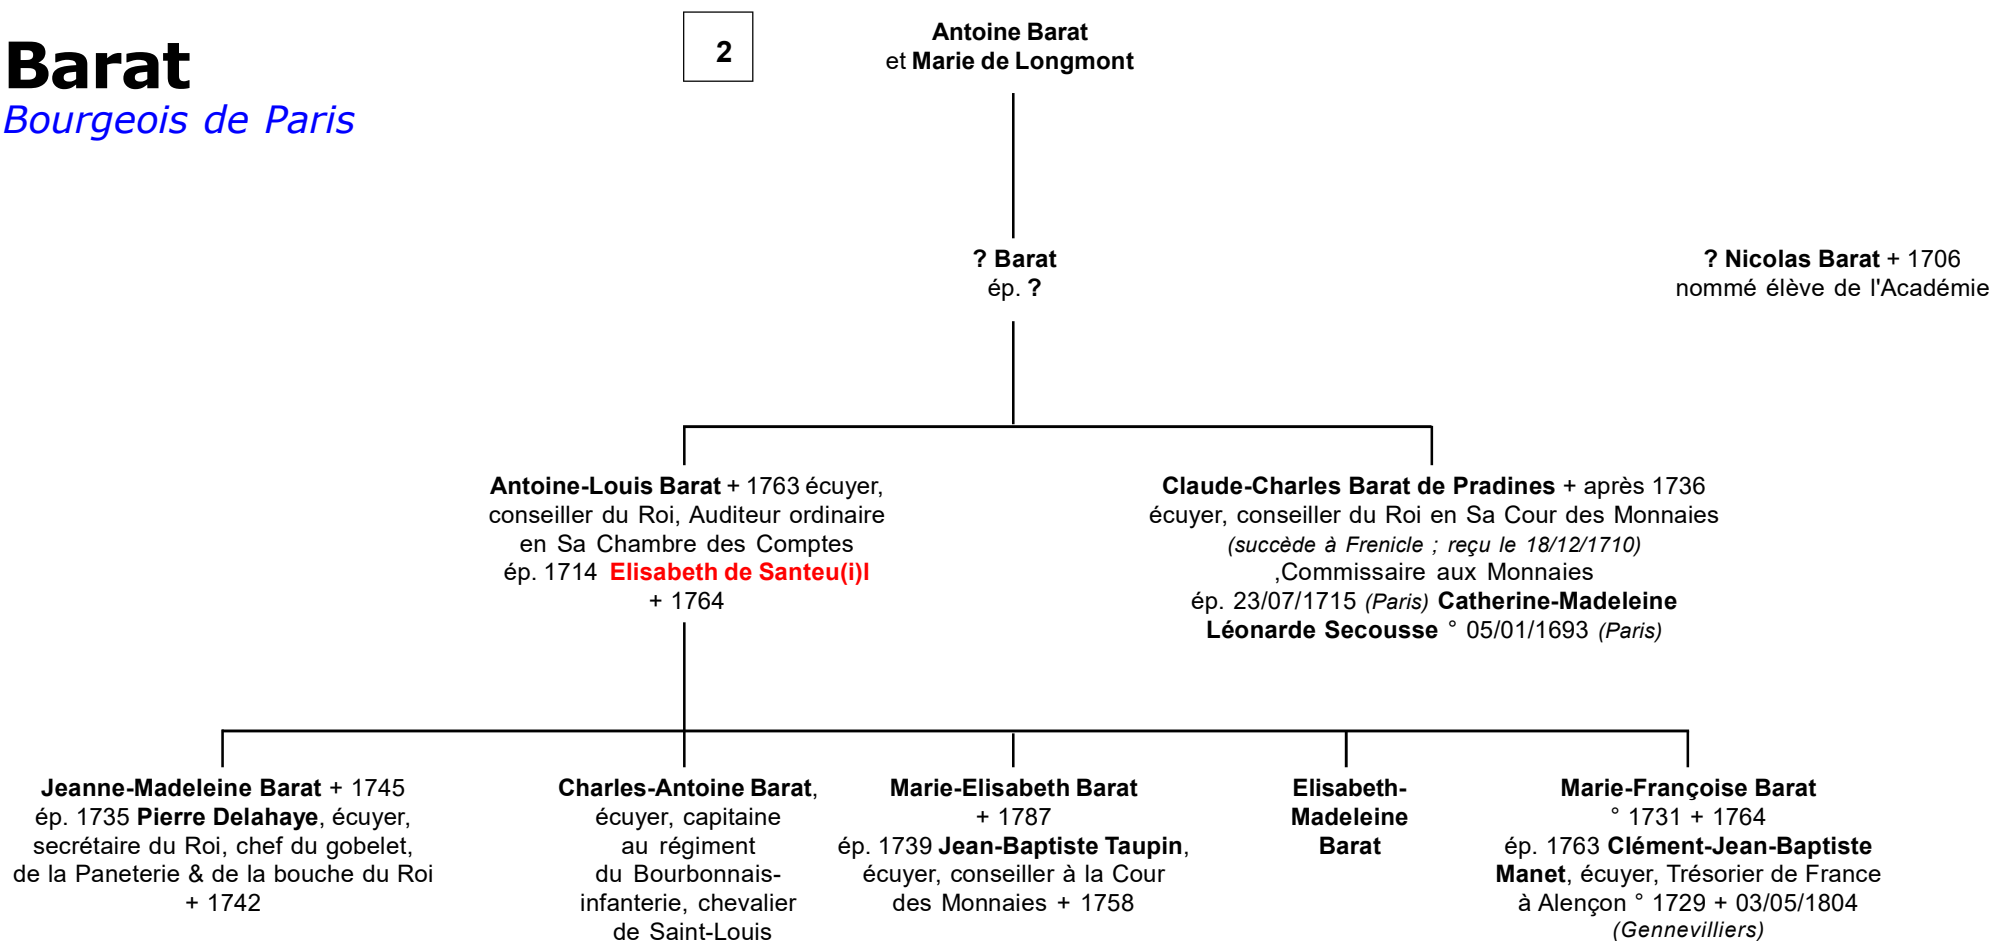 Barat
Bourgeois de Paris
2
Antoine Barat
et Marie de Longmont
? Barat
ép. ?
? Nicolas Barat + 1706
nommé élève de l'Académie
Antoine-Louis Barat + 1763 écuyer,
conseiller du Roi, Auditeur ordinaire
en Sa Chambre des Comptes
ép. 1714 Elisabeth de Santeu(i)l
+ 1764
Claude-Charles Barat de Pradines + après 1736
écuyer, conseiller du Roi en Sa Cour des Monnaies
(succède à Frenicle ; reçu le 18/12/1710)
,Commissaire aux Monnaies
ép. 23/07/1715 (Paris) Catherine-Madeleine
Léonarde Secousse ° 05/01/1693 (Paris)
Jeanne-Madeleine Barat + 1745
ép. 1735 Pierre Delahaye, écuyer,
secrétaire du Roi, chef du gobelet,
de la Paneterie & de la bouche du Roi
+ 1742
Charles-Antoine Barat,
écuyer, capitaine
au régiment
du Bourbonnais-
infanterie, chevalier
de Saint-Louis
Marie-Elisabeth Barat
+ 1787
ép. 1739 Jean-Baptiste Taupin,
écuyer, conseiller à la Cour
des Monnaies + 1758
Elisabeth-
Madeleine
Barat
Marie-Françoise Barat
° 1731 + 1764
ép. 1763 Clément-Jean-Baptiste
Manet, écuyer, Trésorier de France
à Alençon ° 1729 + 03/05/1804
(Gennevilliers)